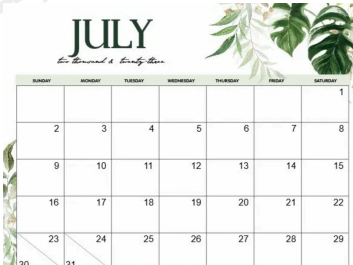 JULY
two thousand & twenty three
SUNDAY MONDAY TUESDAY WEDNESDAY THURSDAY FRIDAY SATURDAY
1
2 3 4 5 6 7 8
9 10 11 12 13 14 15
16 17 18 19 20 21 22
23 24 25 26 27 28 29
30 31